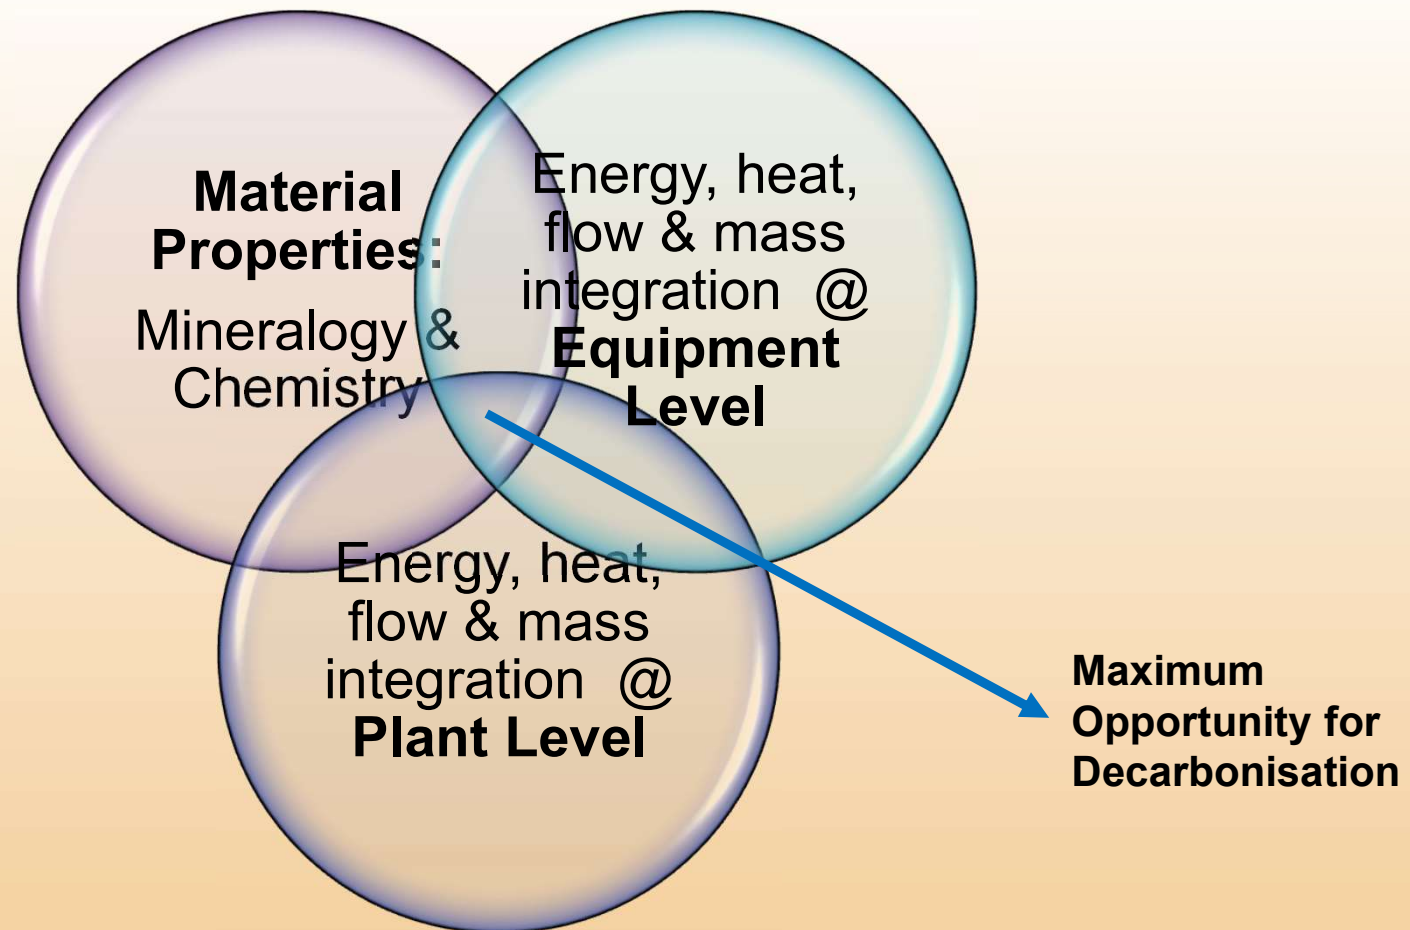 Material
Properties:
Mineralogy &
Chemistry
Energy, heat,
flow & mass
integration @
Equipment
Level
Energy, heat,
flow & mass
integration @
Plant Level
Maximum
Opportunity for
Decarbonisation